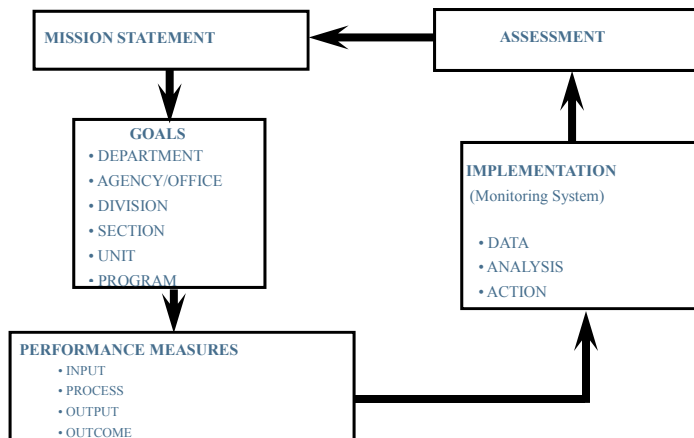 MISSION STATEMENT
ASSESSMENT
GOALS
• DEPARTMENT
• AGENCY/OFFICE
• DIVISION
• SECTION
• UNIT
• PROGRAM
IMPLEMENTATION
(Monitoring System)
• DATA
• ANALYSIS
• ACTION
PERFORMANCE MEASURES
• INPUT
• PROCESS
• OUTPUT
• OUTCOME